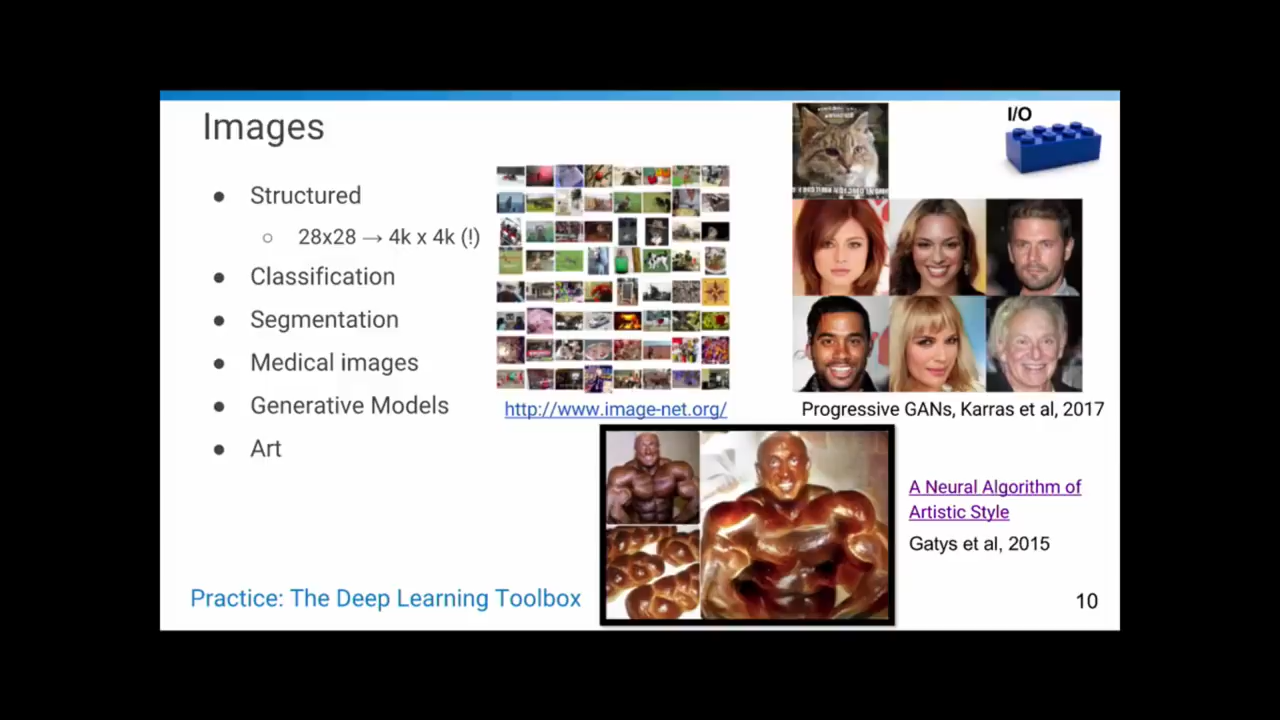 Images
I/O
● Structured
○ 28x28 → 4k x 4k (!)
● Classification
● Segmentation
● Medical images
● Generative Models
● Art
http://www.image-net.org/
Progressive GANs, Karras et al, 2017
A Neural Algorithm of
Artistic Style
Gatys et al, 2015
Practice: The Deep Learning Toolbox
10